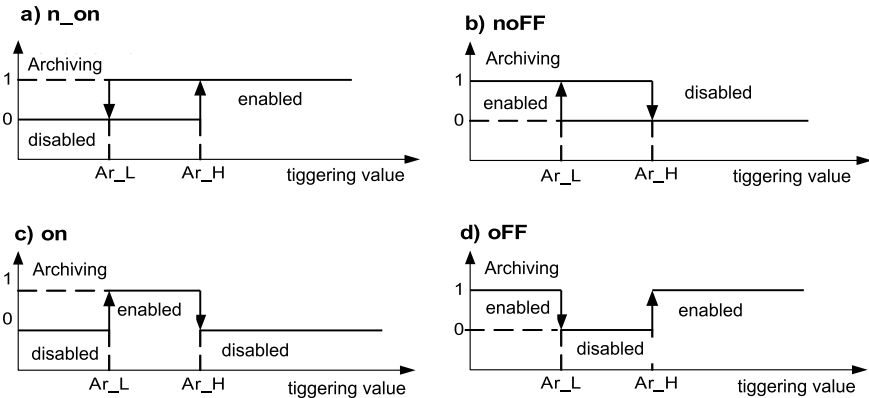 a) n_on
Archiving
1
0
enabled
disabled
Ar_L
Ar_H
tiggering value
b) noFF
Archiving
1
0
enabled
disabled
Ar_L
Ar_H
tiggering value
c) on
Archiving
1
0
enabled
disabled
disabled
Ar_L
Ar_H
tiggering value
d) oFF
Archiving
1
0
enabled
enabled
disabled
Ar_L
Ar_H
tiggering value